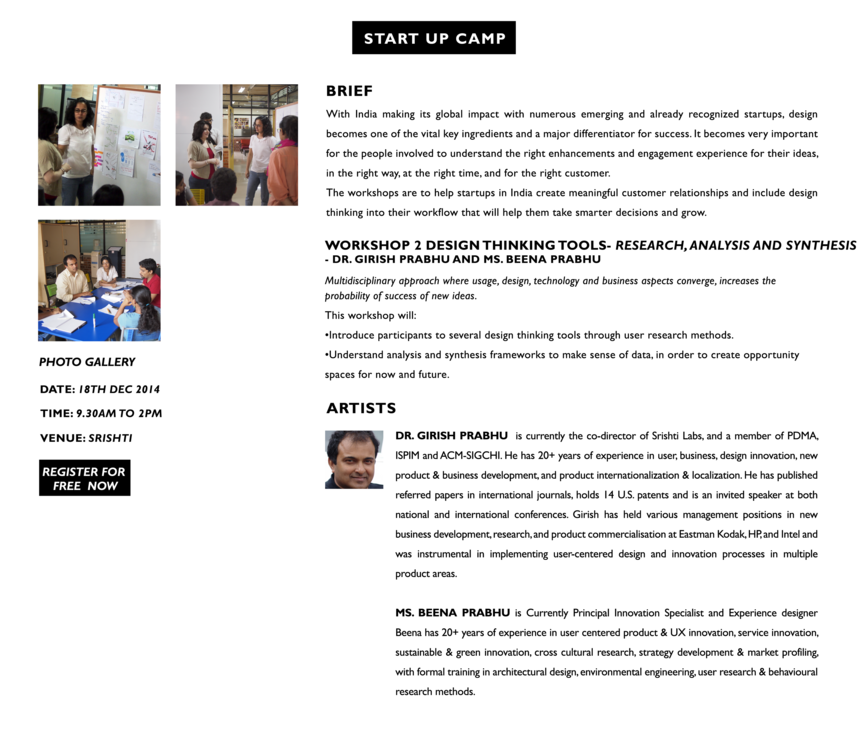 START UP CAMP
BRIEF
With India making its global impact with numerous emerging and already recognized startups, design
becomes one of the vital key ingredients and a major differentiator for success. It becomes very important
for the people involved to understand the right enhancements and engagement experience for their ideas,
in the right way, at the right time, and for the right customer.
The workshops are to help startups in India create meaningful customer relationships and include design
thinking into their workflow that will help them take smarter decisions and grow.
WORKSHOP 2 DESIGN THINKING TOOLS- RESEARCH, ANALYSIS AND SYNTHESIS
- DR. GIRISH PRABHU AND MS. BEENA PRABHU
Multidisciplinary approach where usage, design, technology and business aspects converge, increases the
probability of success of new ideas.
This workshop will:
•Introduce participants to several design thinking tools through user research methods.
•Understand analysis and synthesis frameworks to make sense of data, in order to create opportunity
spaces for now and future.
PHOTO GALLERY
DATE: 18TH DEC 2014
TIME: 9.30AM TO 2PM
VENUE: SRISHTI
REGISTER FOR
FREE NOW
ARTISTS
DR. GIRISH PRABHU is currently the co-director of Srishti Labs, and a member of PDMA,
ISPIM and ACM-SIGCHI. He has 20+ years of experience in user, business, design innovation, new
product & business development, and product internationalization & localization. He has published
referred papers in international journals, holds 14 U.S. patents and is an invited speaker at both
national and international conferences. Girish has held various management positions in new
business development, research, and product commercialisation at Eastman Kodak, HP, and Intel and
was instrumental in implementing user-centered design and innovation processes in multiple
product areas.
MS. BEENA PRABHU is Currently Principal Innovation Specialist and Experience designer
Beena has 20+ years of experience in user centered product & UX innovation, service innovation,
sustainable & green innovation, cross cultural research, strategy development & market profiling,
with formal training in architectural design, environmental engineering, user research & behavioural
research methods.